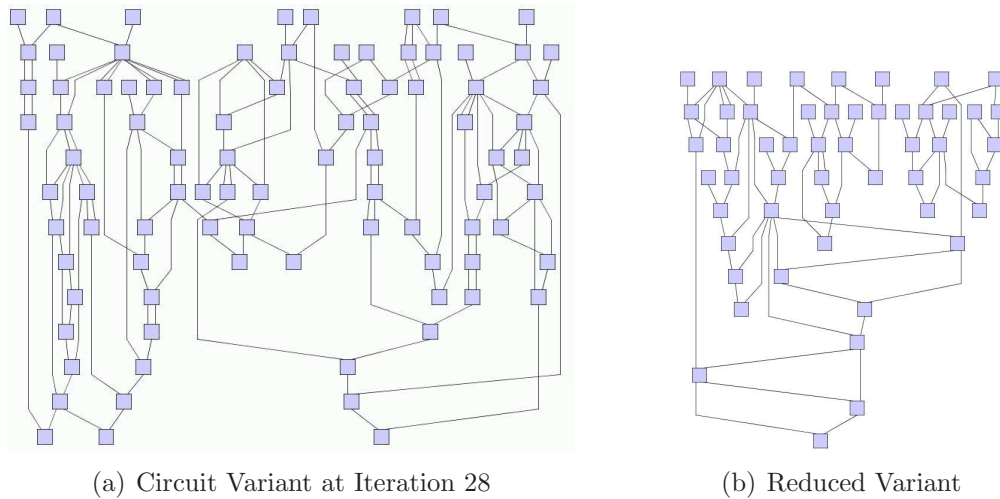 (a) Circuit Variant at Iteration 28
(b) Reduced Variant